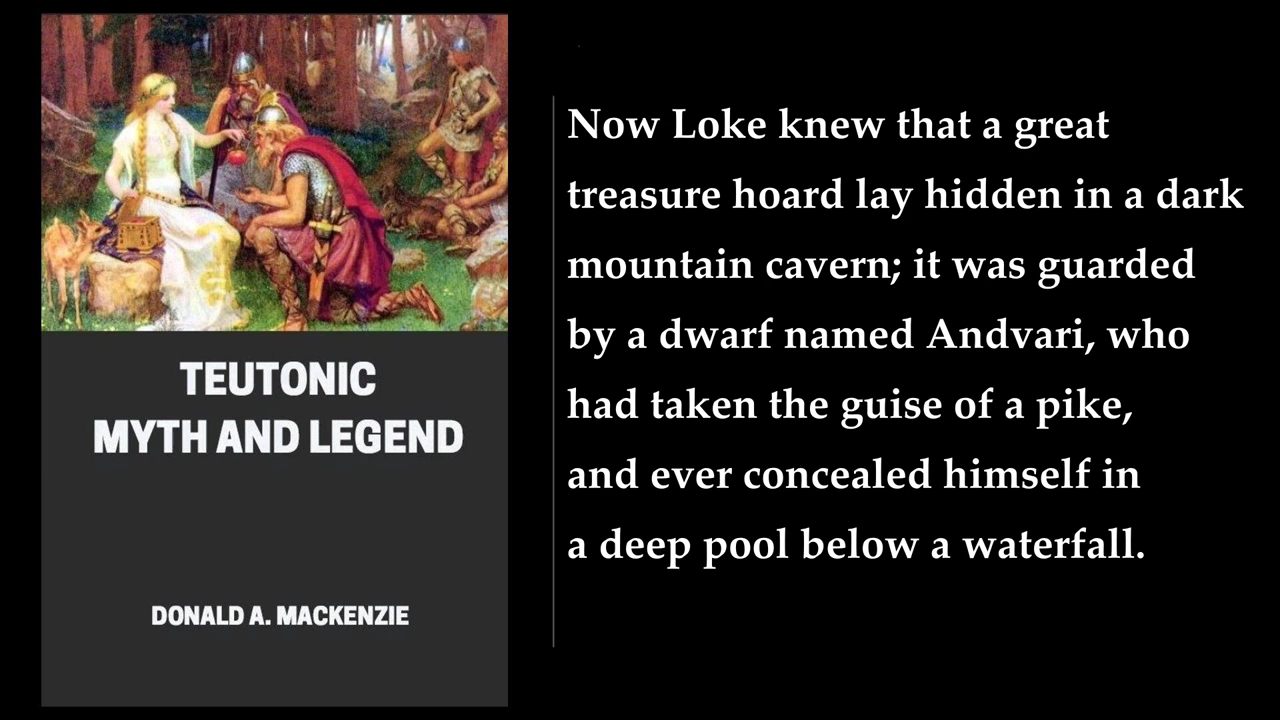 TEUTONIC
MYTH AND LEGEND
DONALD A. MACKENZIE
Now Loke knew that a great
treasure hoard lay hidden in a dark
mountain cavern; it was guarded
by a dwarf named Andvari, who
had taken the guise of a pike,
and ever concealed himself in
a deep pool below a waterfall.